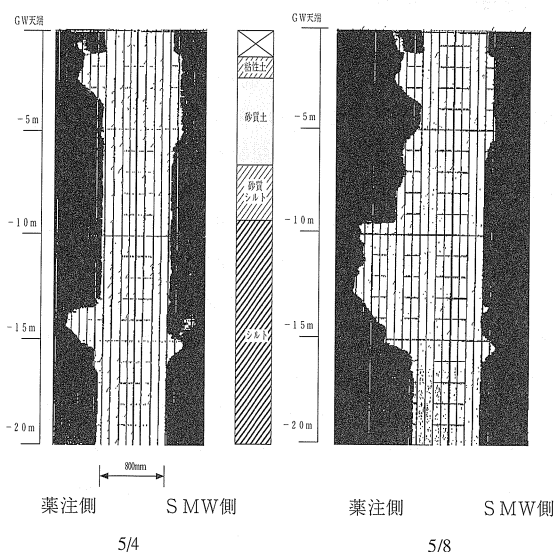 GW天端
-5m
-10m
-15m
-20m
800mm
薬注側
SMW側
5/4
粘性土
砂質土
砂質
シルト
シルト
GW天端
-5m
-10m
-15m
-20m
薬注側
SMW側
5/8